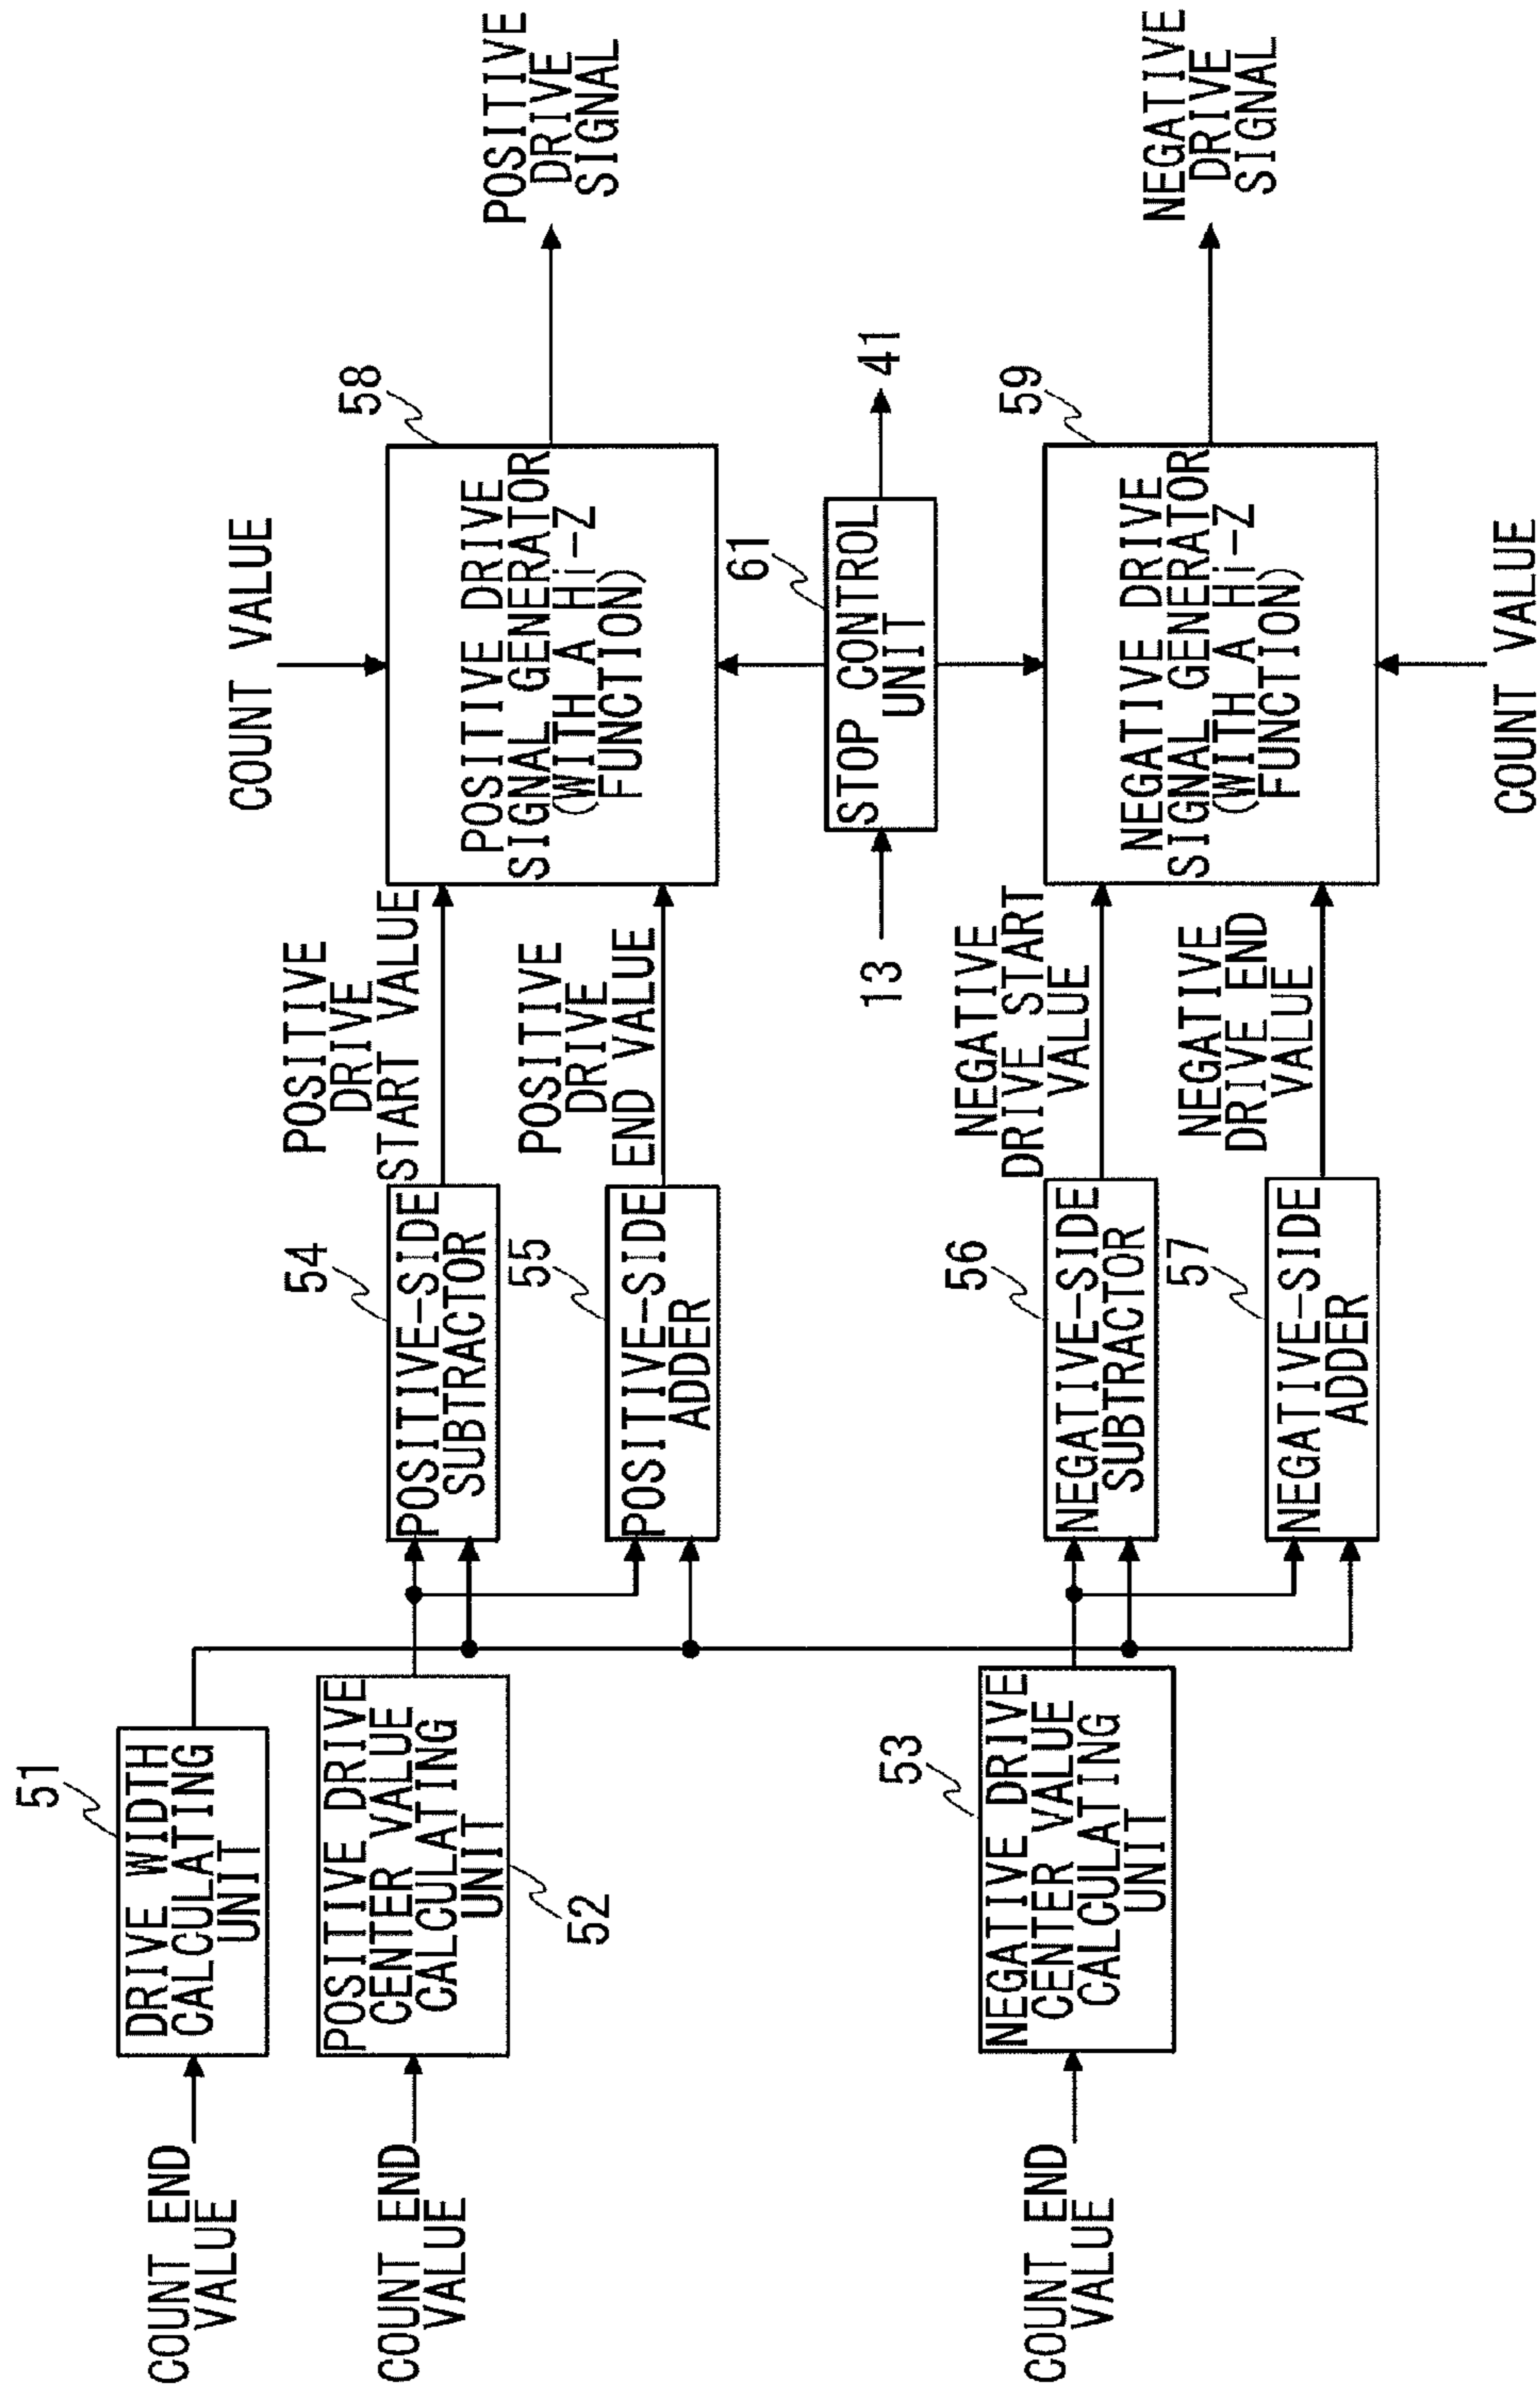 COUNT END
VALUE
51
DRIVE WIDTH
CALCULATING
UNIT
COUNT END
VALUE
POSITIVE DRIVE
CENTER VALUE
CALCULATING
UNIT
52
COUNT END
VALUE
53
NEGATIVE DRIVE
CENTER VALUE
CALCULATING
UNIT
54
POSITIVE-SIDE
SUBTRACTOR
55
POSITIVE-SIDE
ADDER
56
NEGATIVE-SIDE
SUBTRACTOR
57
NEGATIVE-SIDE
ADDER
POSITIVE
DRIVE
START VALUE
POSITIVE
DRIVE
END VALUE
NEGATIVE
DRIVE START
VALUE
NEGATIVE
DRIVE END
VALUE
COUNT VALUE
58
POSITIVE DRIVE
SIGNAL GENERATOR
(WITH A Hi-Z
FUNCTION)
13
61
STOP CONTROL
UNIT
41
59
NEGATIVE DRIVE
SIGNAL GENERATOR
(WITH A Hi-Z
FUNCTION)
COUNT VALUE
POSITIVE
DRIVE
SIGNAL
NEGATIVE
DRIVE
SIGNAL